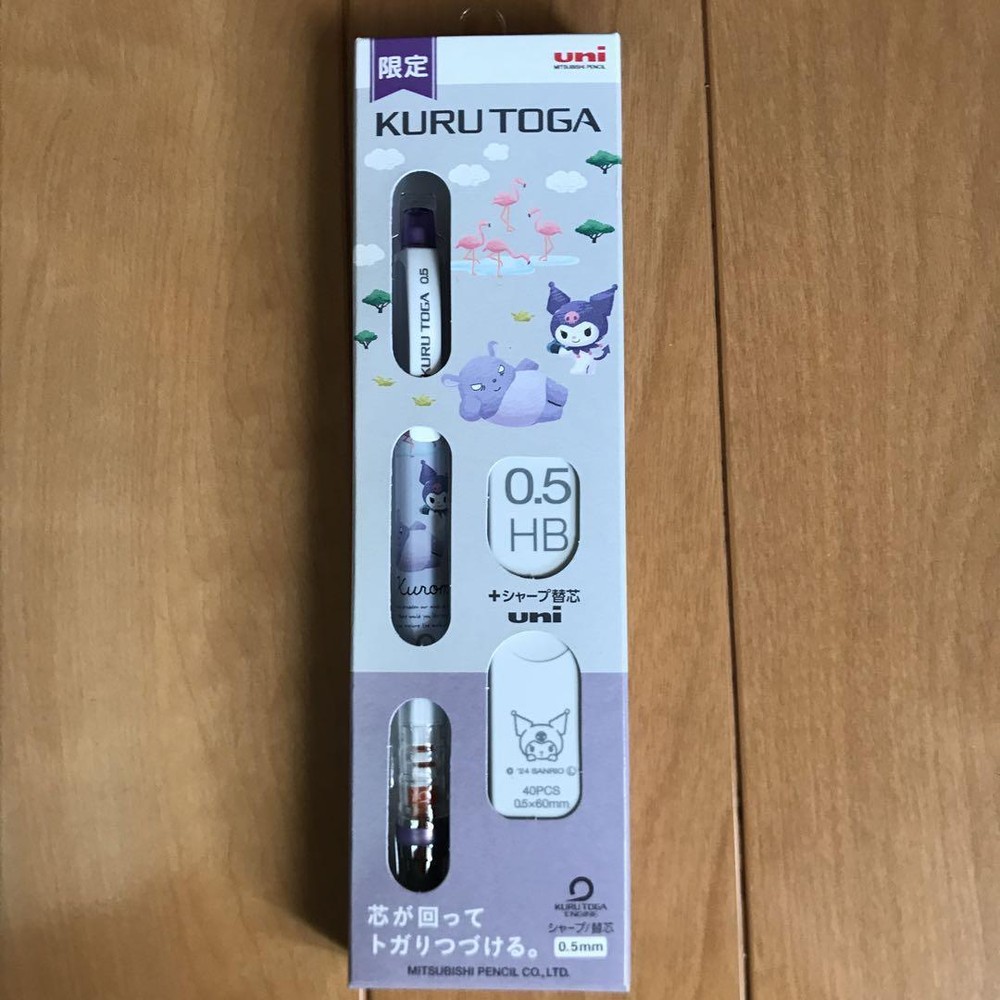 限定
uni
MITSUBISHI PENCIL
KURU TOGA
KURU TOGA 0.5
0.5
HB
+シャープ替芯
uni
Kurom
© '24 SANRIO Ⓛ
40PCS
0.5×60mm
KURU TOGA
ENGINE
シャープ/替芯
0.5mm
芯が回って
トガりつづける。
MITSUBISHI PENCIL CO., LTD.